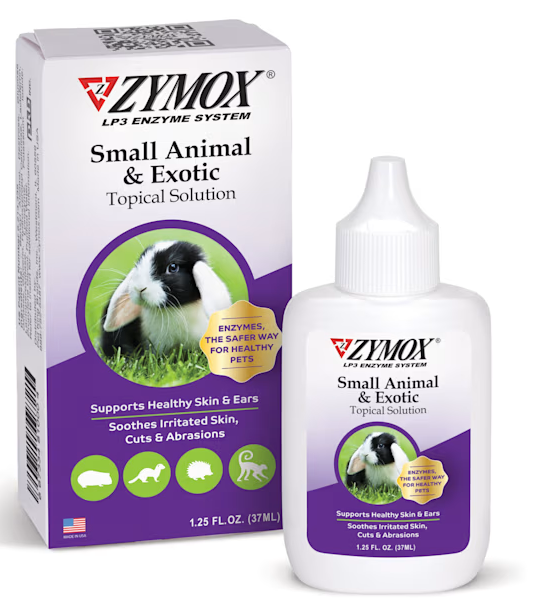 ZYMOX®
LP3 ENZYME SYSTEM
Small Animal
& Exotic
Topical Solution
ENZYMES,
THE SAFER WAY
FOR HEALTHY
PETS
Supports Healthy Skin & Ears
Soothes Irritated Skin,
Cuts & Abrasions
MADE IN USA
1.25 FL.OZ. (37ML)
ZYMOX®
LP3 ENZYME SYSTEM
Small Animal
& Exotic
Topical Solution
ENZYMES,
THE SAFER WAY
FOR HEALTHY
PETS
Supports Healthy Skin & Ears
Soothes Irritated Skin,
Cuts & Abrasions
1.25 FL.OZ. (37ML)